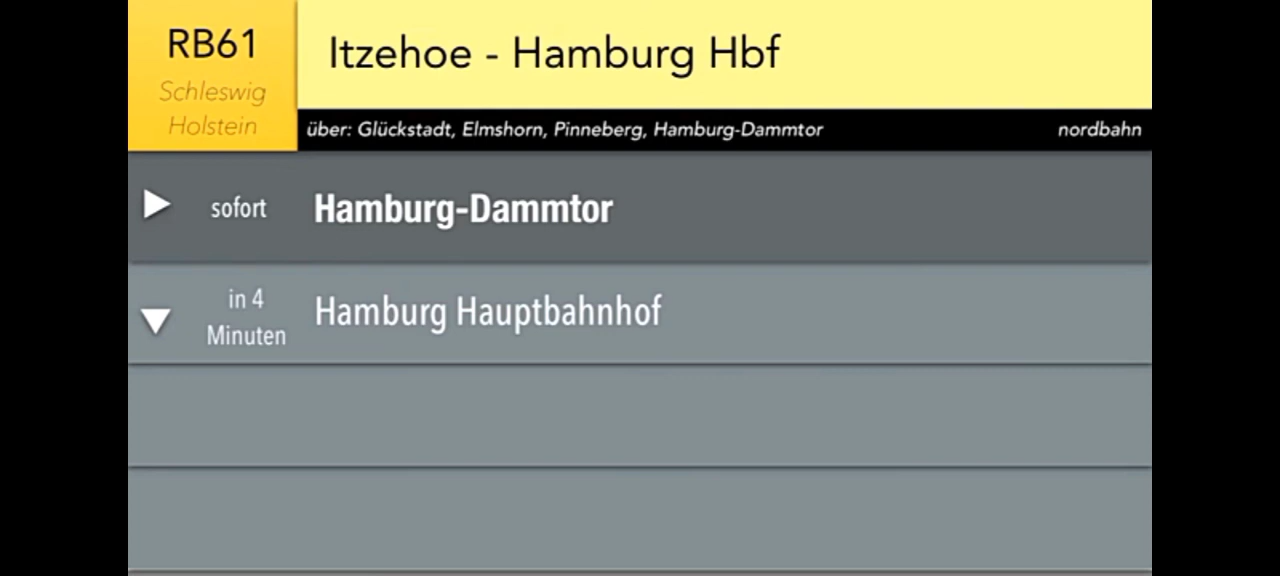 RB61
Schleswig
Holstein
Itzehoe - Hamburg Hbf
über: Glückstadt, Elmshorn, Pinneberg, Hamburg-Dammtor
nordbahn
sofort
Hamburg-Dammtor
in 4
Minuten
Hamburg Hauptbahnhof